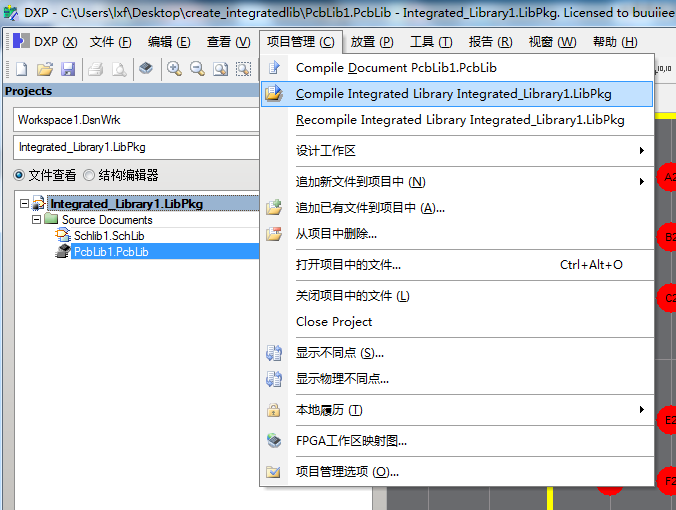 DXP - C:\Users\lxf\Desktop\create_integratedlib\PcbLib1.PcbLib - Integrated_Library1.LibPkg. Licensed to buuiiee
DXP (X) 文件 (F) 编辑 (E) 查看 (V) 项目管理 (C) 放置 (P) 工具 (T) 报告 (R) 视窗 (W) 帮助 (H)
Projects
Workspace1.DsnWrk
Integrated_Library1.LibPkg
文件查看 结构编辑器
Integrated_Library1.LibPkg
Source Documents
Schlib1.SchLib
PcbLib1.PcbLib
Compile Document PcbLib1.PcbLib
Compile Integrated Library Integrated_Library1.LibPkg
Recompile Integrated Library Integrated_Library1.LibPkg
设计工作区
追加新文件到项目中 (N)
追加已有文件到项目中 (A)...
从项目中删除...
打开项目中的文件... Ctrl+Alt+O
关闭项目中的文件 (L)
Close Project
显示不同点 (S)...
显示物理不同点...
本地履历 (T)
FPGA工作区映射图...
项目管理选项 (O)...
A2
B2
C2
E2
F2